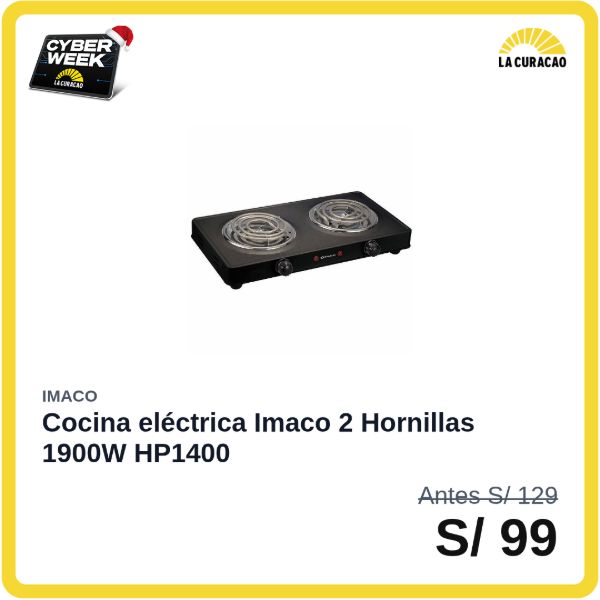 CYBER
WEEK
LA CURACAO
LA CURACAO
IMACO
Cocina eléctrica Imaco 2 Hornillas
1900W HP1400
Antes S/ 129
S/ 99